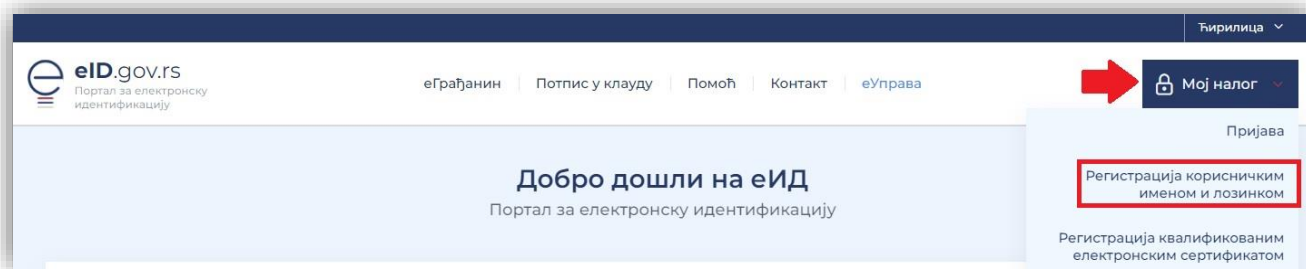 Ћирилица
eID.gov.rs
Портал за електронску
идентификацију
еГрађанин
Потпис у клауду
Помоћ
Контакт
еУправа
Мој налог
Пријава
Регистрација корисничким
именом и лозинком
Регистрација квалификованим
електронским сертификатом
Добро дошли на еИД
Портал за електронску идентификацију